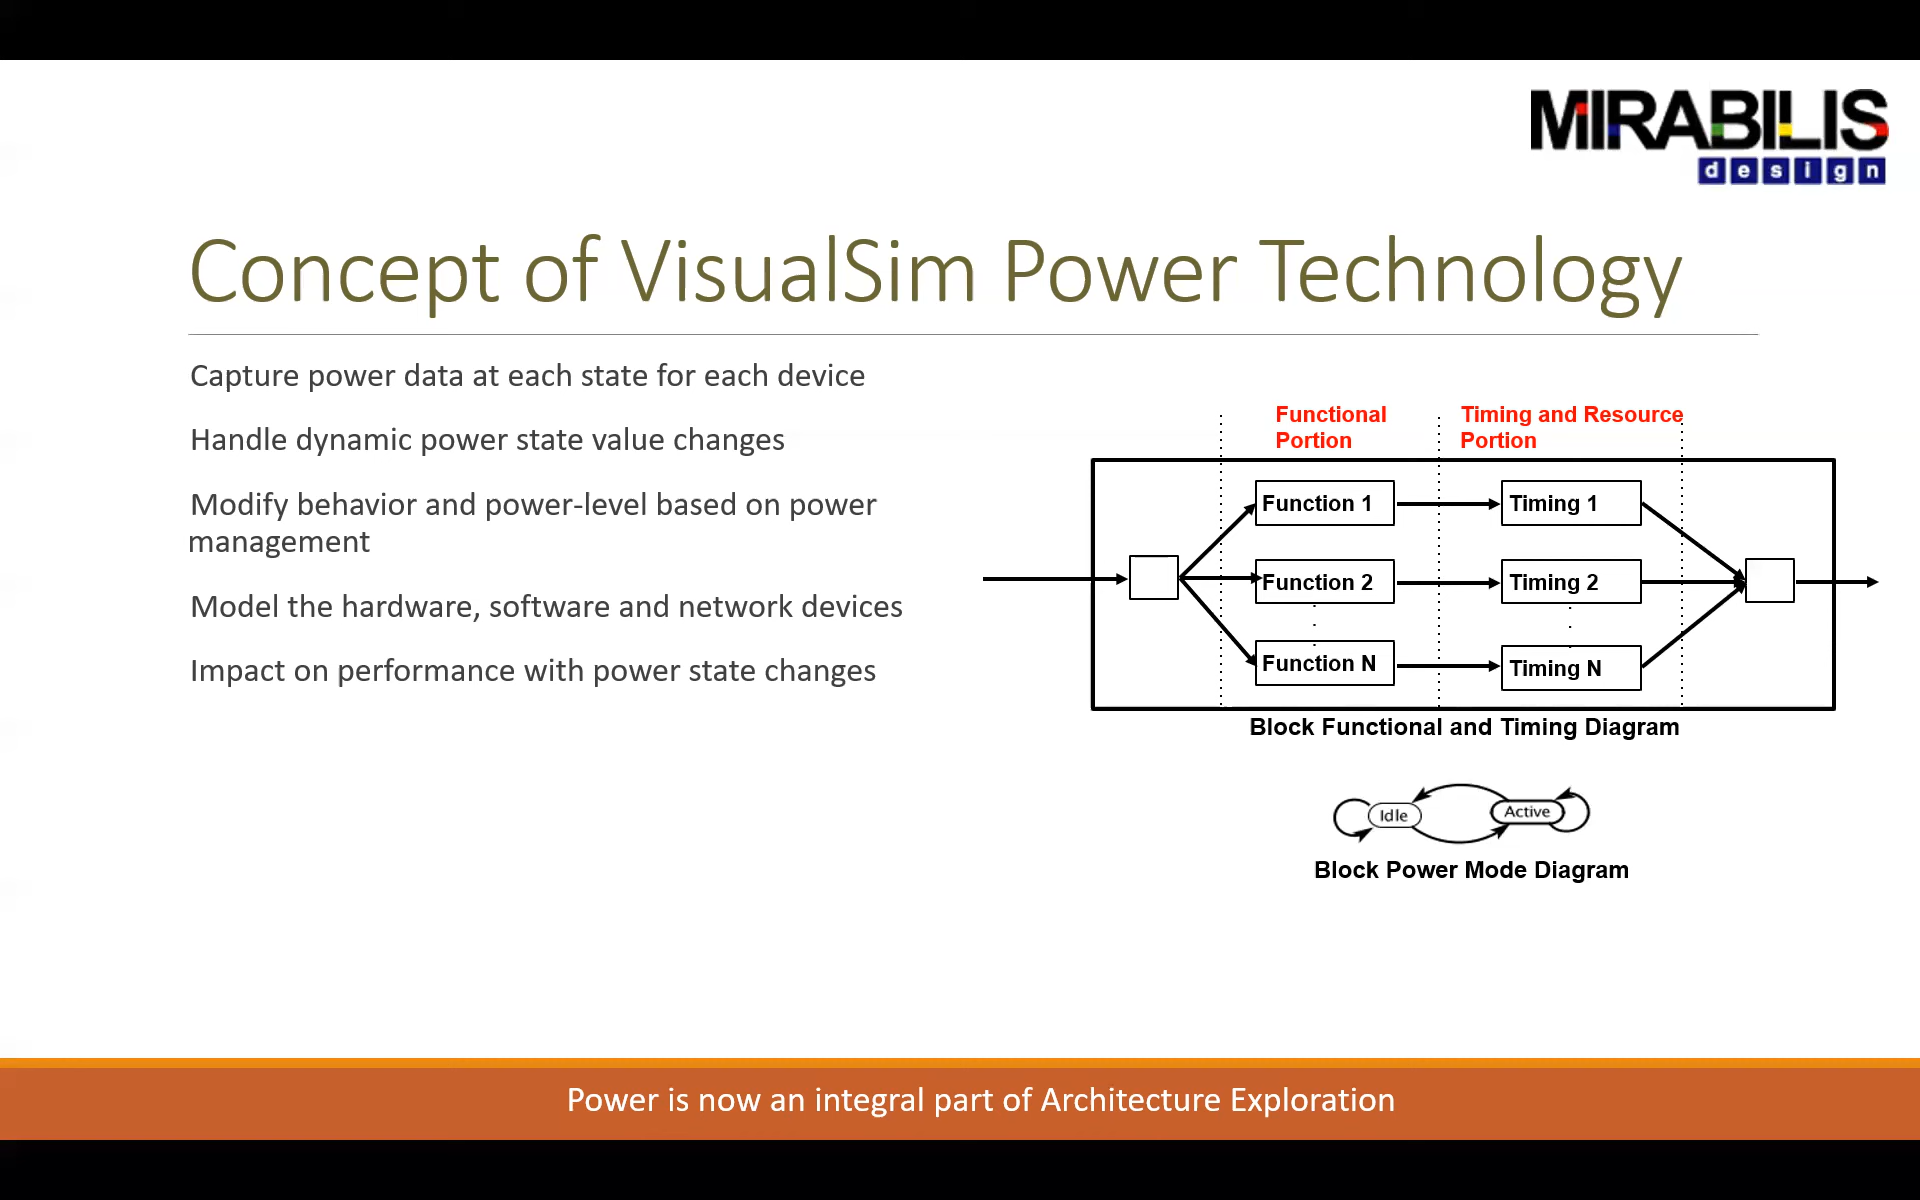 MIRABILIS
design
Concept of VisualSim Power Technology
Capture power data at each state for each device
Handle dynamic power state value changes
Modify behavior and power-level based on power
management
Model the hardware, software and network devices
Impact on performance with power state changes
Functional
Portion
Timing and Resource
Portion
Function 1
Timing 1
Function 2
Timing 2
Function N
Timing N
Block Functional and Timing Diagram
Idle
Active
Block Power Mode Diagram
Power is now an integral part of Architecture Exploration